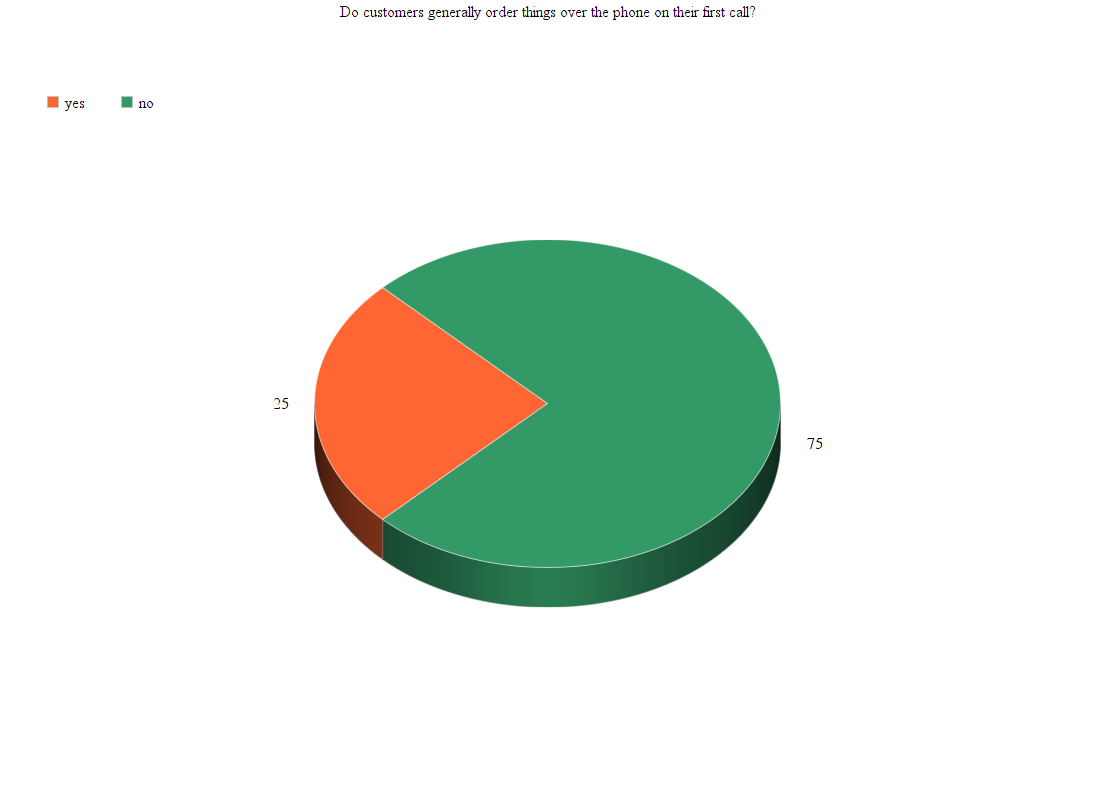 Do customers generally order things over the phone on their first call?
yes no
25
75